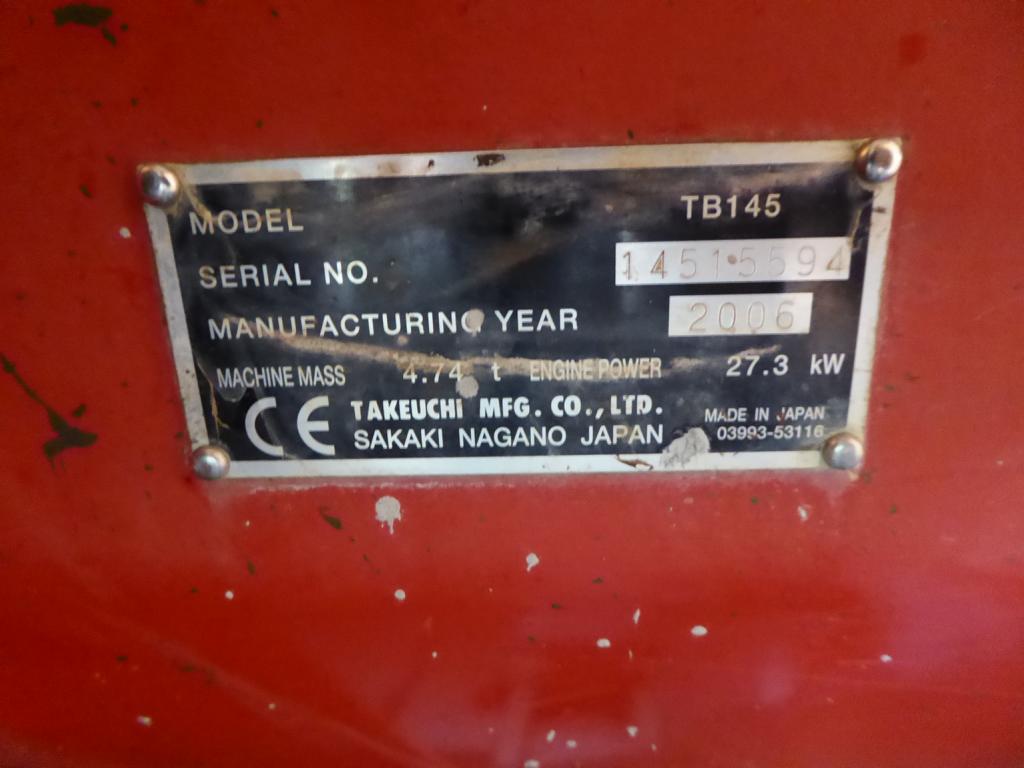 MODEL TB145
SERIAL NO. 14515594
MANUFACTURING YEAR 2006
MACHINE MASS 4.74 t ENGINE POWER 27.3 kW
CE TAKEUCHI MFG. CO., LTD. MADE IN JAPAN
SAKAKI NAGANO JAPAN 03993-53116